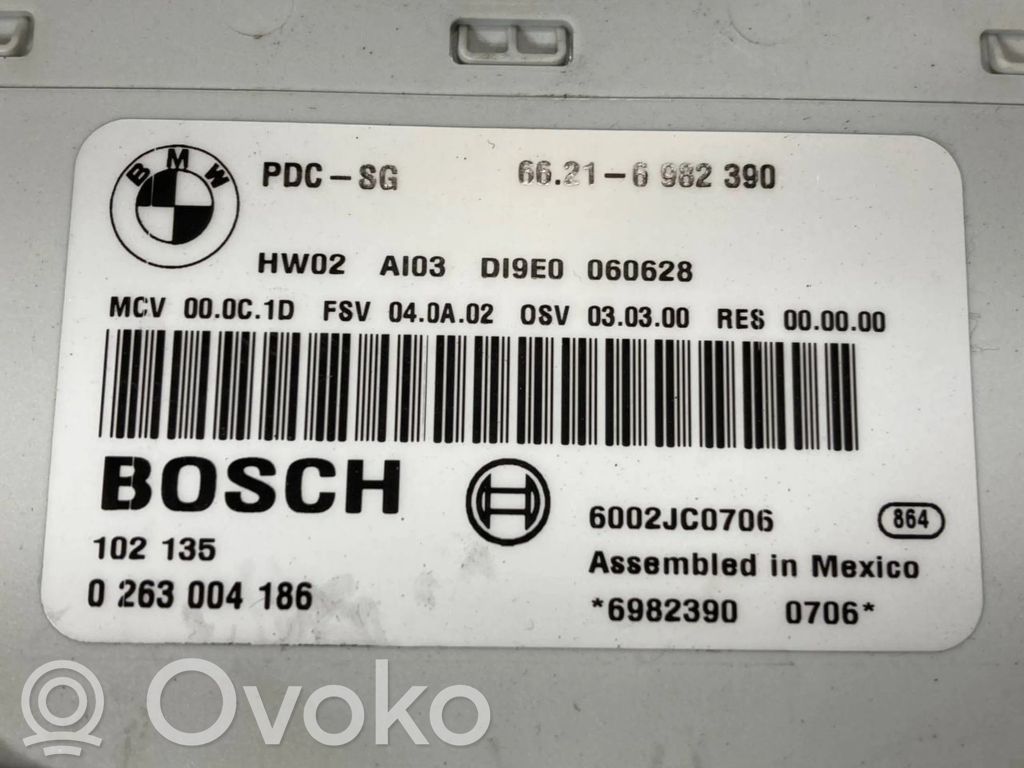 BMW PDC-SG 66.21-6 982 390
HW02 AI03 DI9E0 060628
MCV 00.0C.1D FSV 04.0A.02 OSV 03.03.00 RES 00.00.00
BOSCH
6002JC0706 864
102 135
Assembled in Mexico
0 263 004 186
*6982390 0706*
Ovoko